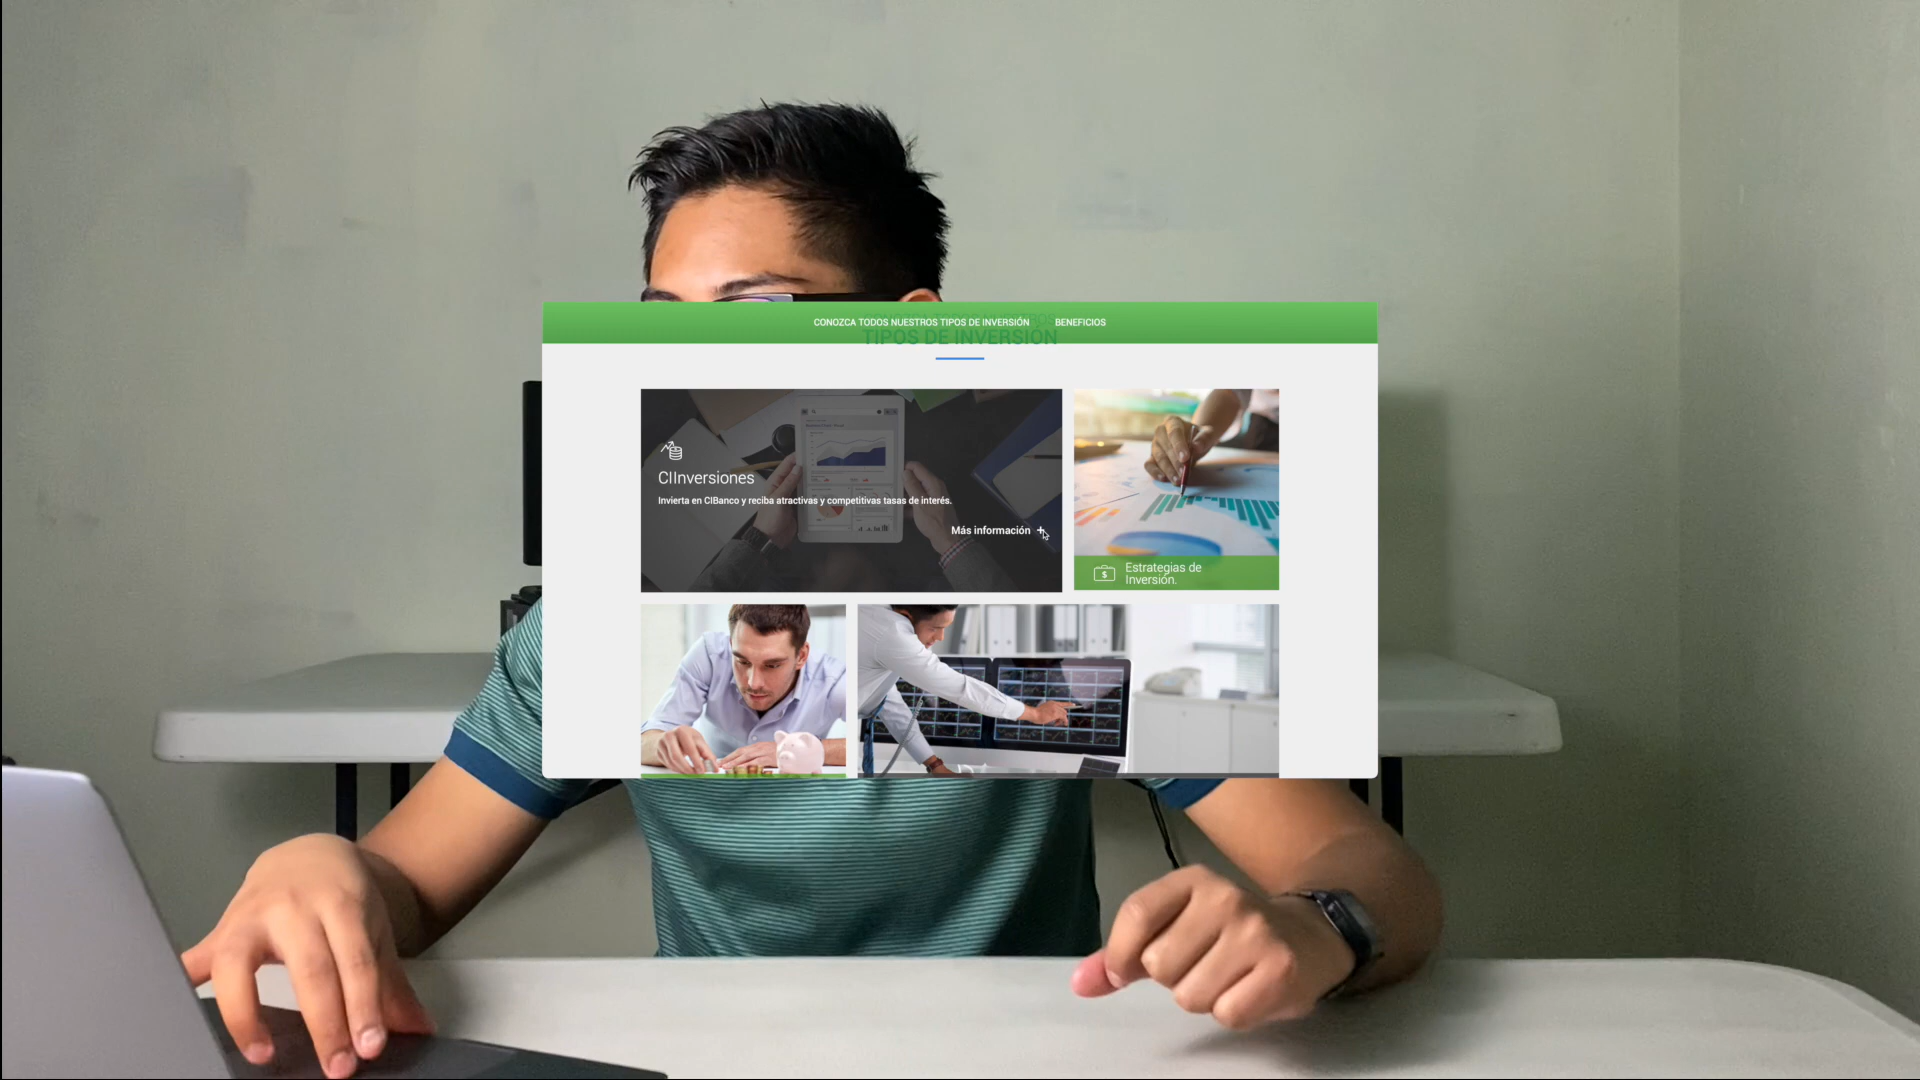 CONOZCA TODOS NUESTROS TIPOS DE INVERSIÓN BENEFICIOS
TIPOS DE INVERSIÓN
CIInversiones
Invierta en CIBanco y reciba atractivas y competitivas tasas de interés.
Más información +
Estrategias de
Inversión.